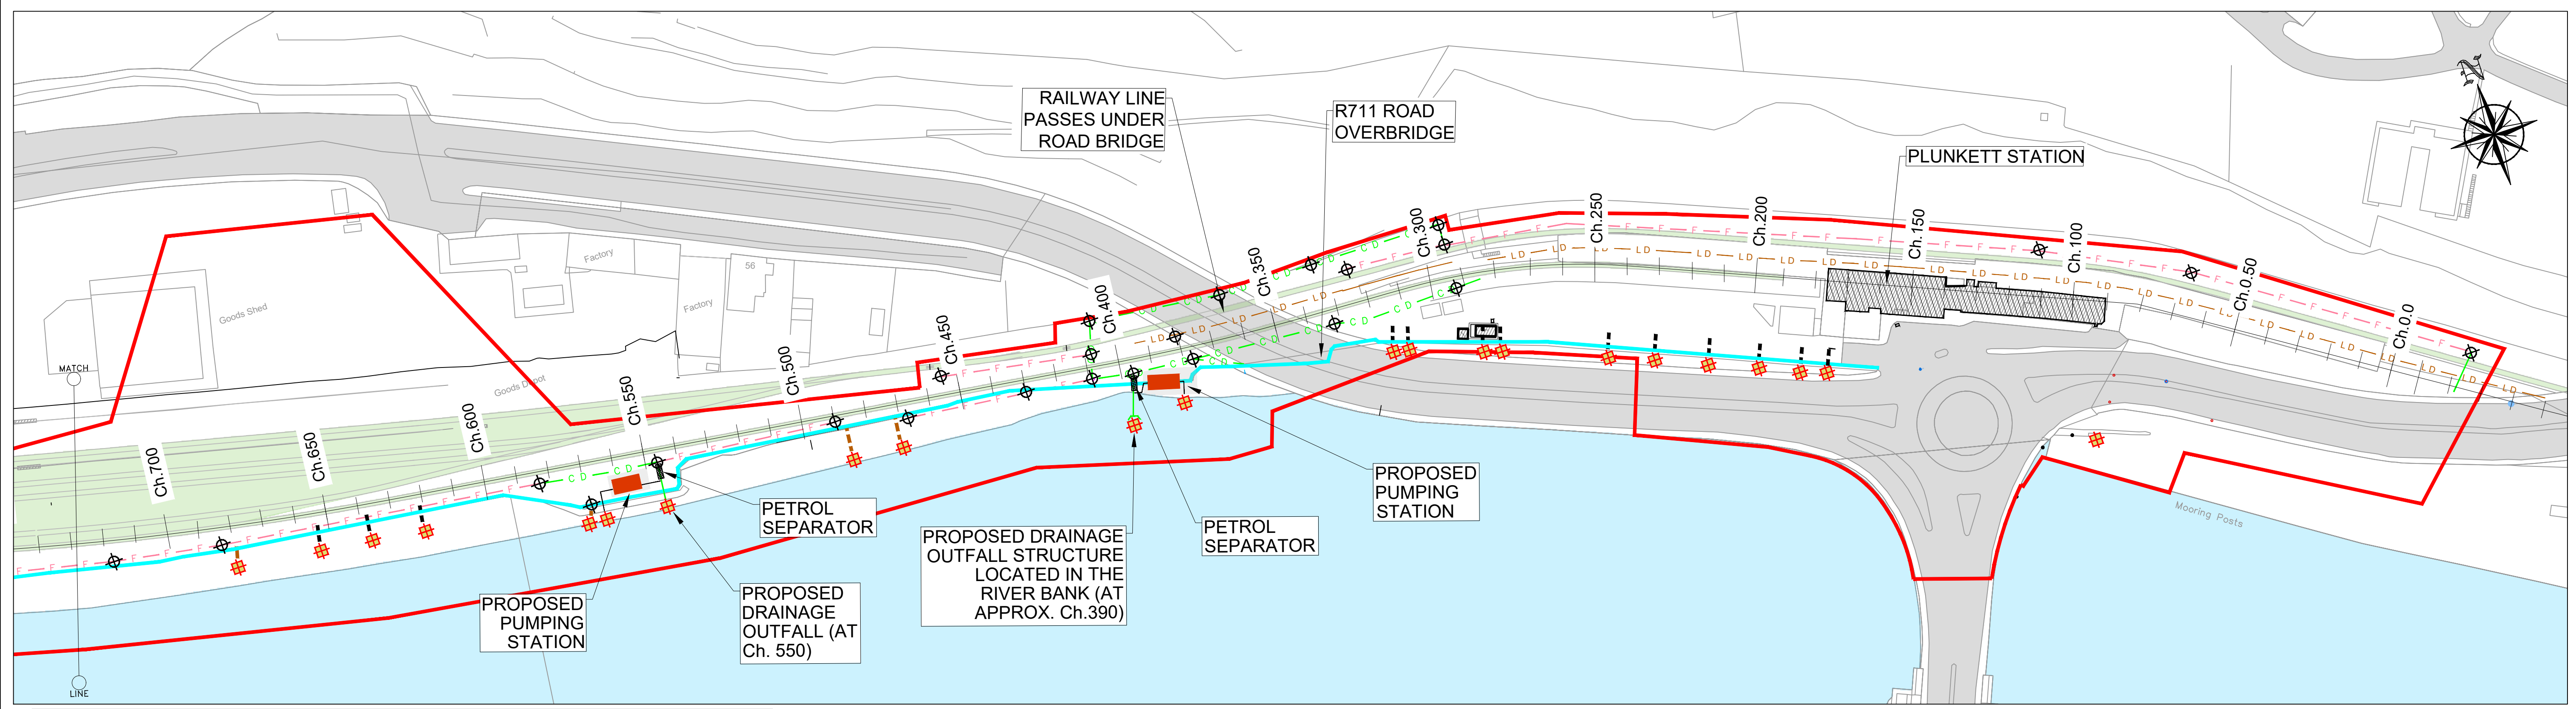 RAILWAY LINE
PASSES UNDER
ROAD BRIDGE
R711 ROAD
OVERBRIDGE
PLUNKETT STATION
N
Factory
56
Factory
Goods Shed
Goods Depot
MATCH
LINE
Ch.700
Ch.650
Ch.600
Ch.550
Ch.500
Ch.450
Ch.400
Ch.350
Ch.300
Ch.250
Ch.200
Ch.150
Ch.100
Ch.0.50
Ch.0.0
PETROL
SEPARATOR
PROPOSED
PUMPING
STATION
PROPOSED
DRAINAGE
OUTFALL (AT
Ch. 550)
PROPOSED DRAINAGE
OUTFALL STRUCTURE
LOCATED IN THE
RIVER BANK (AT
APPROX. Ch.390)
PETROL
SEPARATOR
PROPOSED
PUMPING
STATION
Mooring Posts